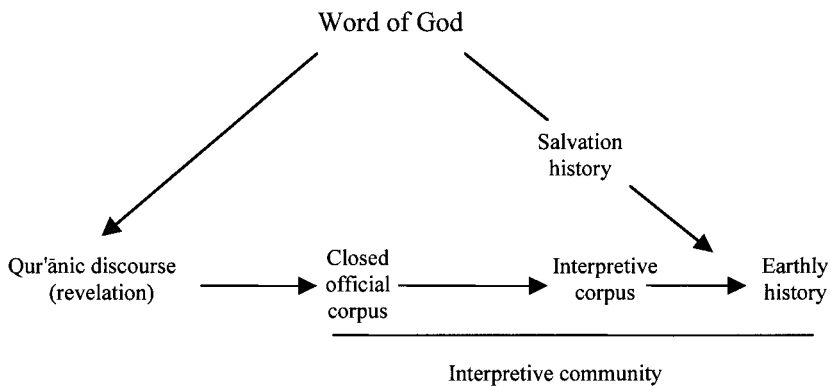 Word of God
Salvation
history
Qur'ānic discourse
(revelation)
Closed
official
corpus
Interpretive
corpus
Earthly
history
Interpretive community